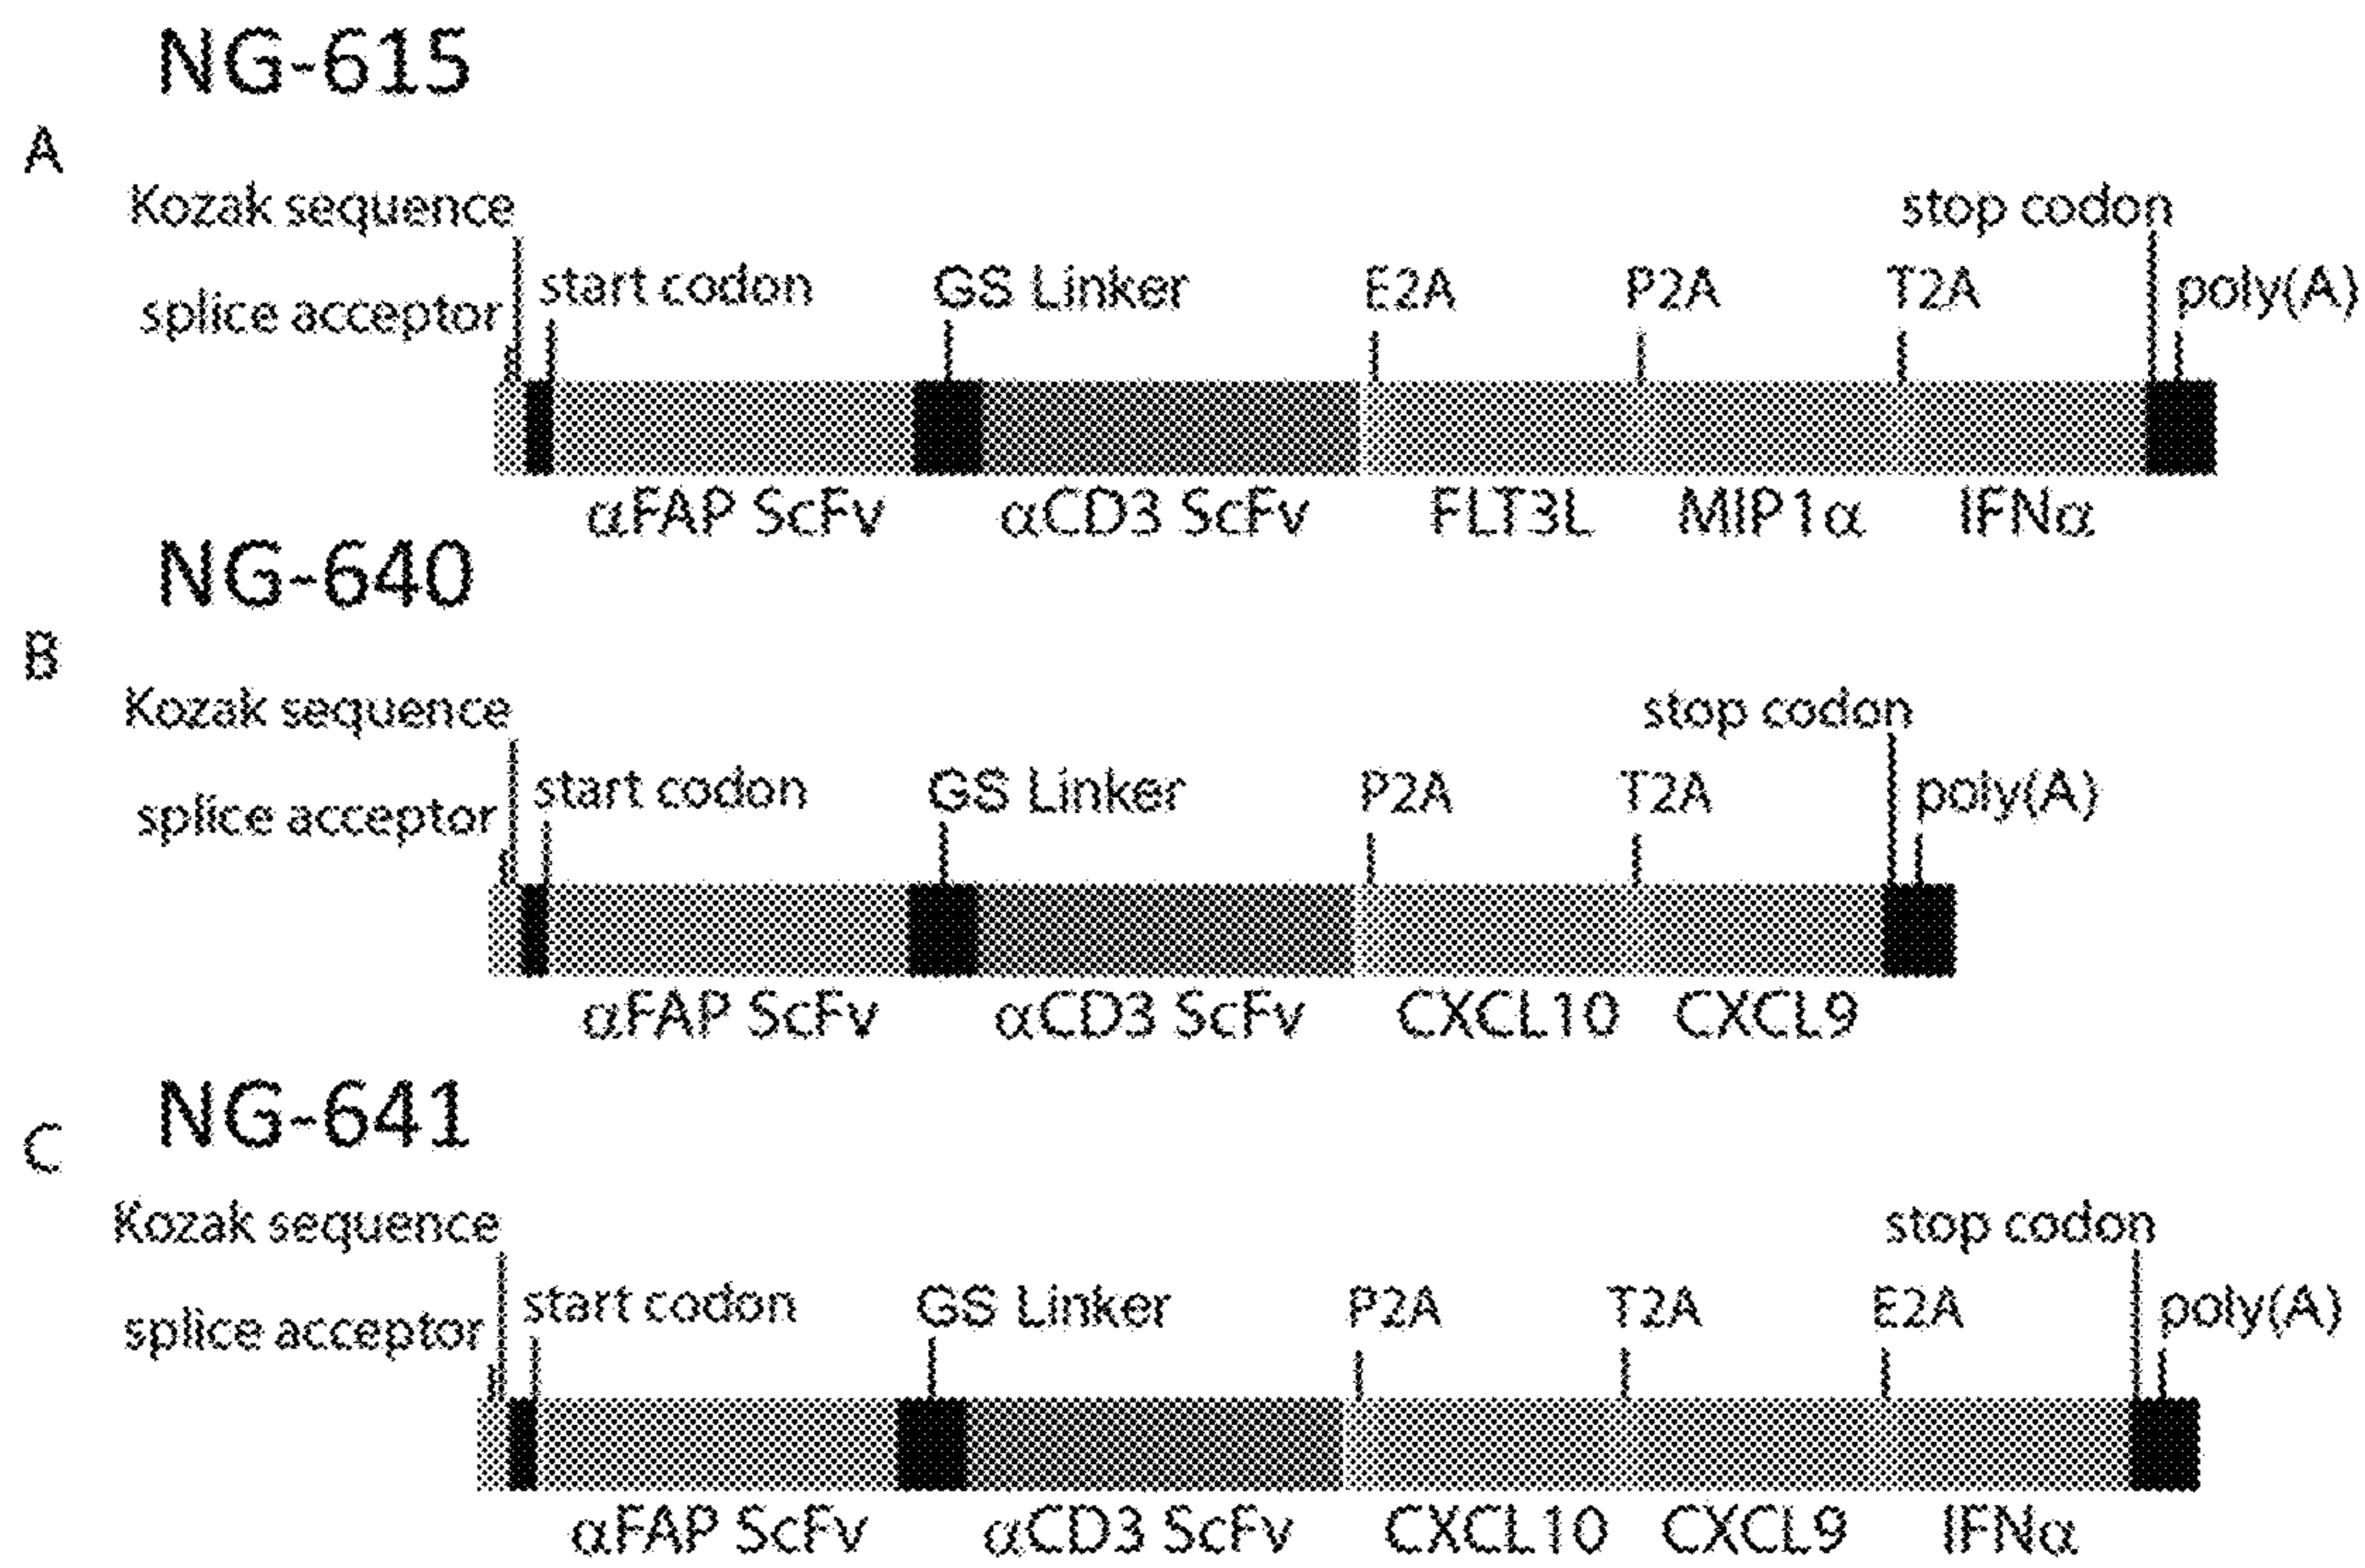 NG-615
A
Kozak sequence
stop codon
splice acceptor
start codon
GS Linker
E2A
P2A
T2A
poly(A)
αFAP ScFv
αCD3 ScFv
FLT3L
MIP1α
IFNα
NG-640
B
Kozak sequence
stop codon
splice acceptor
start codon
GS Linker
P2A
T2A
poly(A)
αFAP ScFv
αCD3 ScFv
CXCL10
CXCL9
NG-641
C
Kozak sequence
stop codon
splice acceptor
start codon
GS Linker
P2A
T2A
E2A
poly(A)
αFAP ScFv
αCD3 ScFv
CXCL10
CXCL9
IFNα